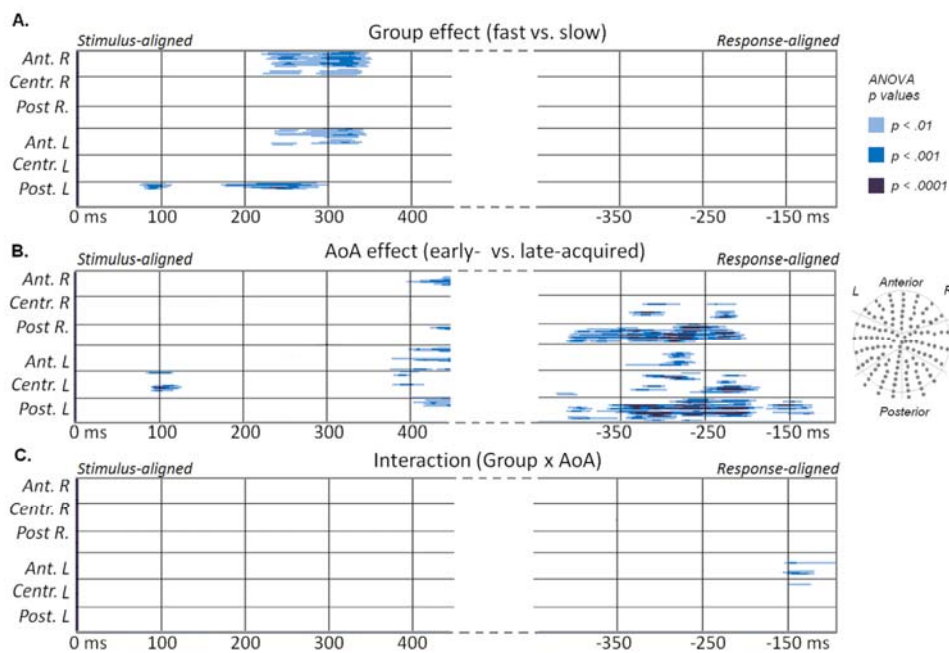 A.
Group effect (fast vs. slow)
Stimulus-aligned
Response-aligned
Ant. R
Centr. R
Post R.
Ant. L
Centr. L
Post. L
0 ms 100 200 300 400 -350 -250 -150 ms
ANOVA
p values
p < .01
p < .001
p < .0001
B.
AoA effect (early- vs. late-acquired)
Stimulus-aligned
Response-aligned
Ant. R
Centr. R
Post R.
Ant. L
Centr. L
Post. L
0 ms 100 200 300 400 -350 -250 -150 ms
L Anterior R
Posterior
C.
Interaction (Group x AoA)
Stimulus-aligned
Response-aligned
Ant. R
Centr. R
Post R.
Ant. L
Centr. L
Post. L
0 ms 100 200 300 400 -350 -250 -150 ms